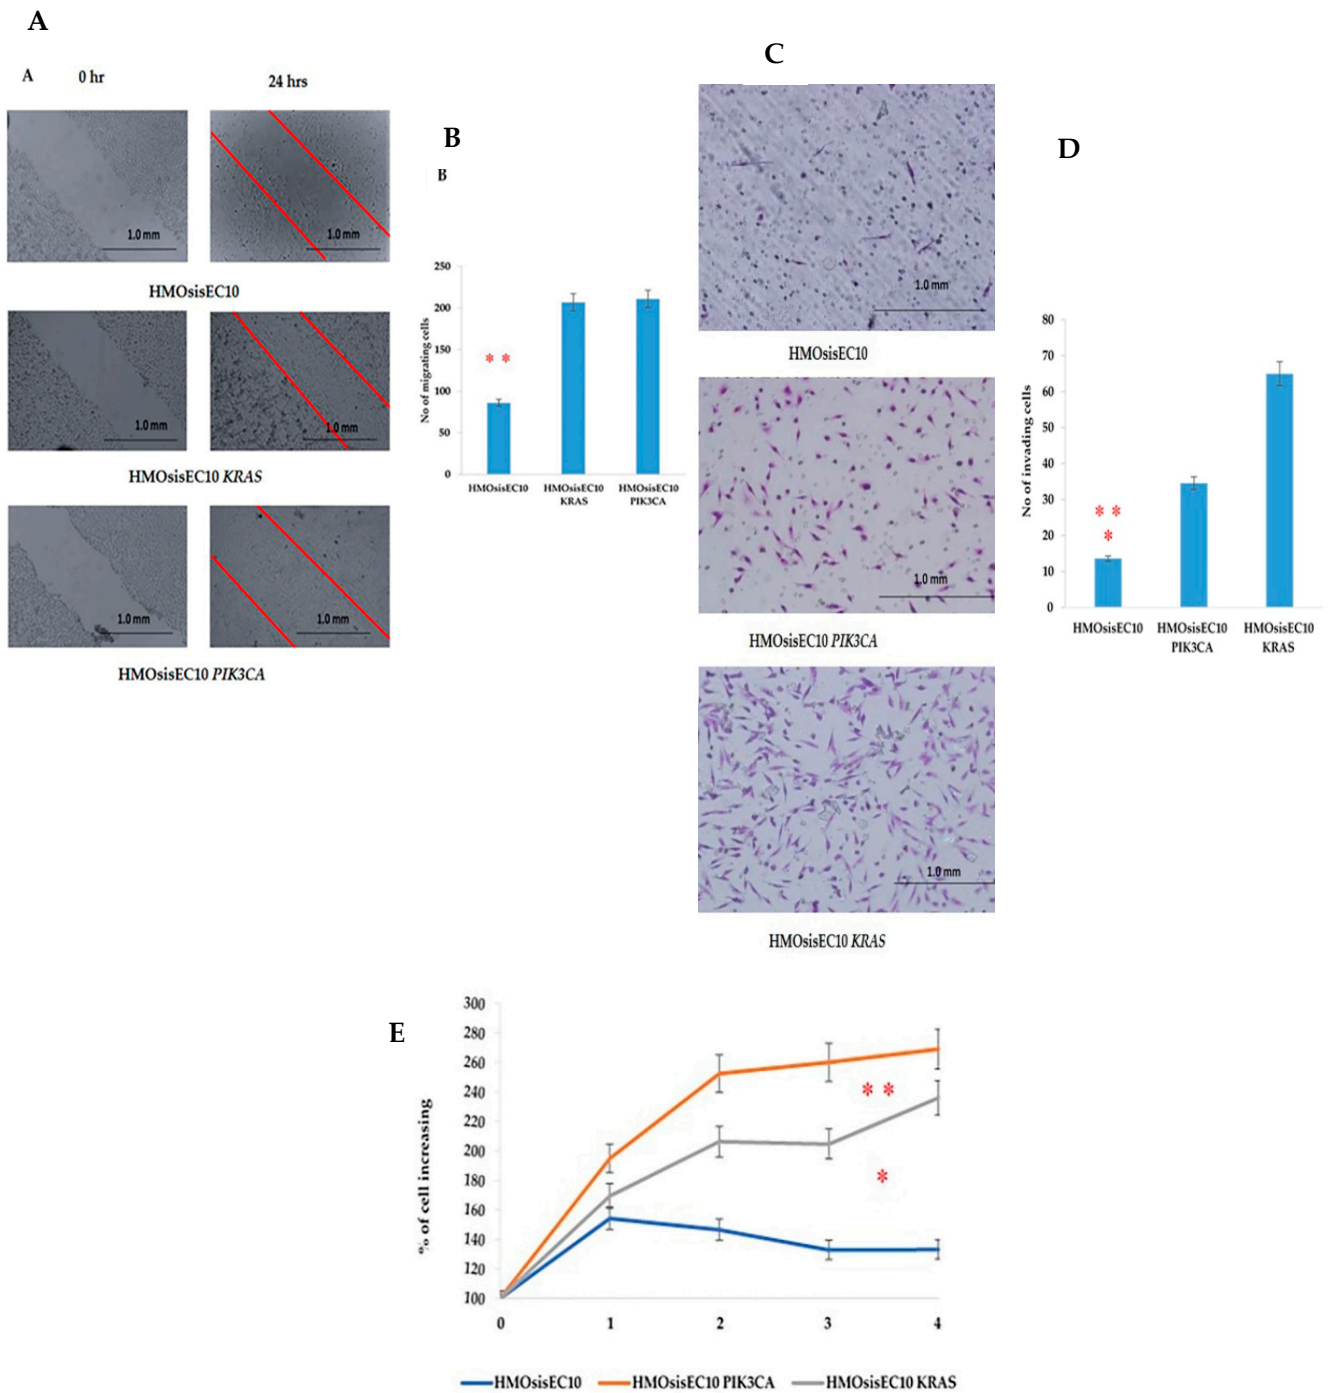 A
A 0 hr 24 hrs
1.0 mm 1.0 mm
HMOsisEC10
1.0 mm 1.0 mm
HMOsisEC10 KRAS
1.0 mm 1.0 mm
HMOsisEC10 PIK3CA
B
B
No of migrating cells
250
200
150
100
50
0
**
HMOsisEC10
HMOsisEC10
KRAS
HMOsisEC10
PIK3CA
C
1.0 mm
HMOsisEC10
1.0 mm
HMOsisEC10 PIK3CA
1.0 mm
HMOsisEC10 KRAS
D
No of invading cells
80
70
60
50
40
30
20
10
0
**
*
HMOsisEC10
HMOsisEC10
PIK3CA
HMOsisEC10
KRAS
E
% of cell increasing
300
280
260
240
220
200
180
160
140
120
100
**
*
0 1 2 3 4
HMOsisEC10 HMOsisEC10 PIK3CA HMOsisEC10 KRAS